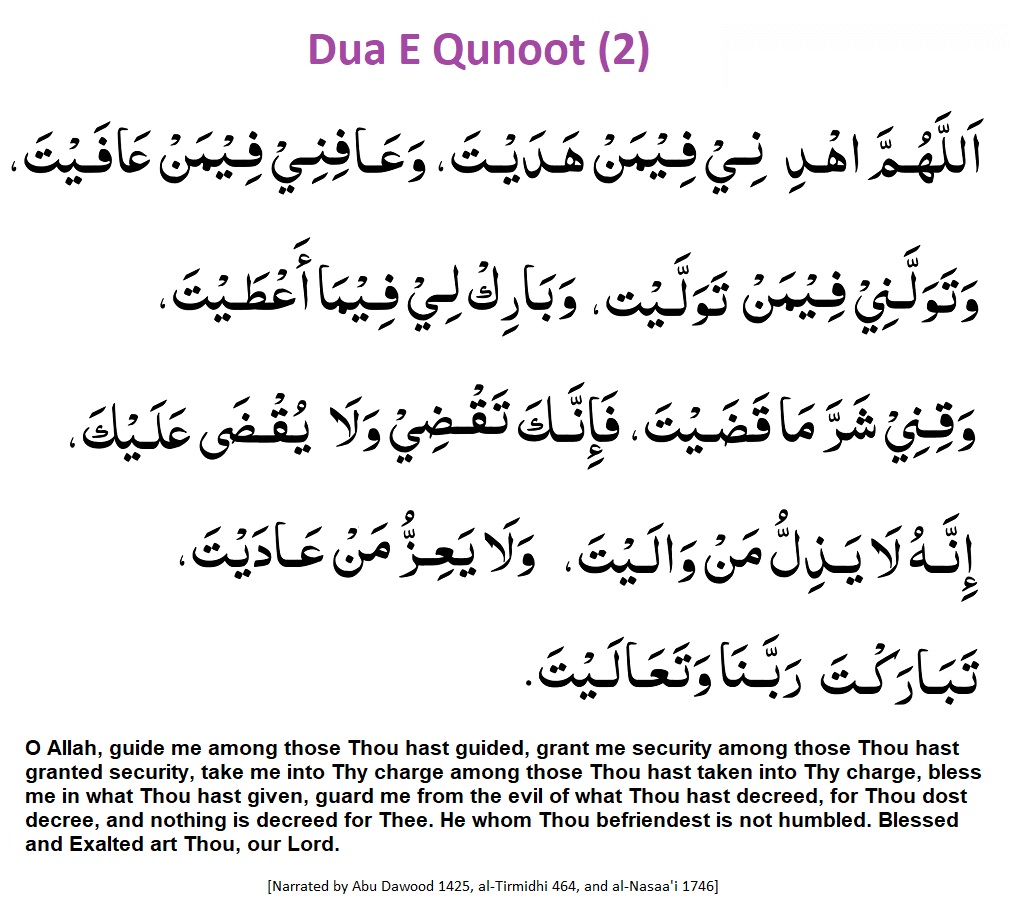 Dua E Qunoot (2)
اَللَّهُمَّ اهْدِ نِيْ فِيْمَنْ هَدَيْتَ، وَعَافِنِيْ فِيْمَنْ عَافَيْتَ،
وَتَوَلَّنِيْ فِيْمَنْ تَوَلَّيْت، وَبَارِكْ لِيْ فِيْمَا أَعْطَيْتَ،
وَقِنِيْ شَرَّ مَا قَضَيْتَ، فَإِنَّكَ تَقْضِيْ وَلَا يُقْضَى عَلَيْكَ،
إِنَّهُ لَا يَذِلُّ مَنْ وَالَيْتَ، وَلَا يَعِزُّ مَنْ عَادَيْتَ،
تَبَارَكْتَ رَبَّنَا وَتَعَالَيْتَ.
O Allah, guide me among those Thou hast guided, grant me security among those Thou hast
granted security, take me into Thy charge among those Thou hast taken into Thy charge, bless
me in what Thou hast given, guard me from the evil of what Thou hast decreed, for Thou dost
decree, and nothing is decreed for Thee. He whom Thou befriendest is not humbled. Blessed
and Exalted art Thou, our Lord.
[Narrated by Abu Dawood 1425, al-Tirmidhi 464, and al-Nasaa'i 1746]